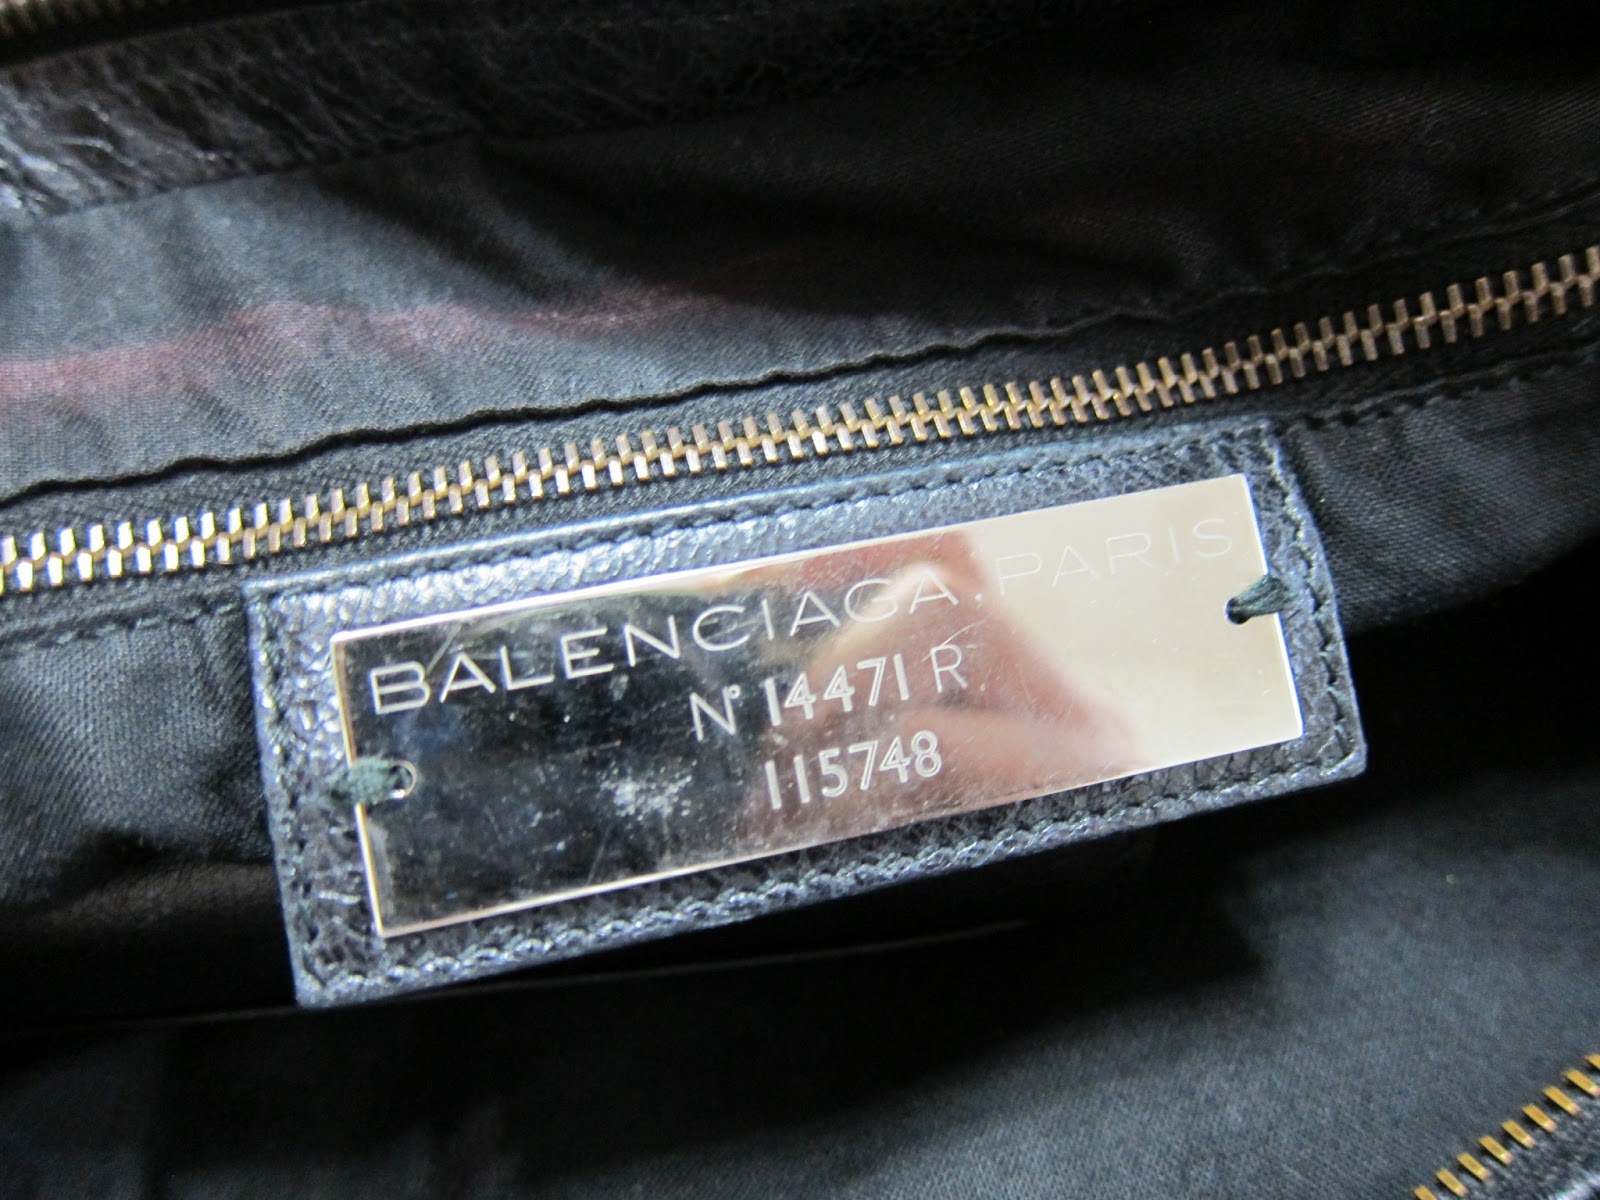 BALENCIAGA.PARIS
N° 14471 R
115748